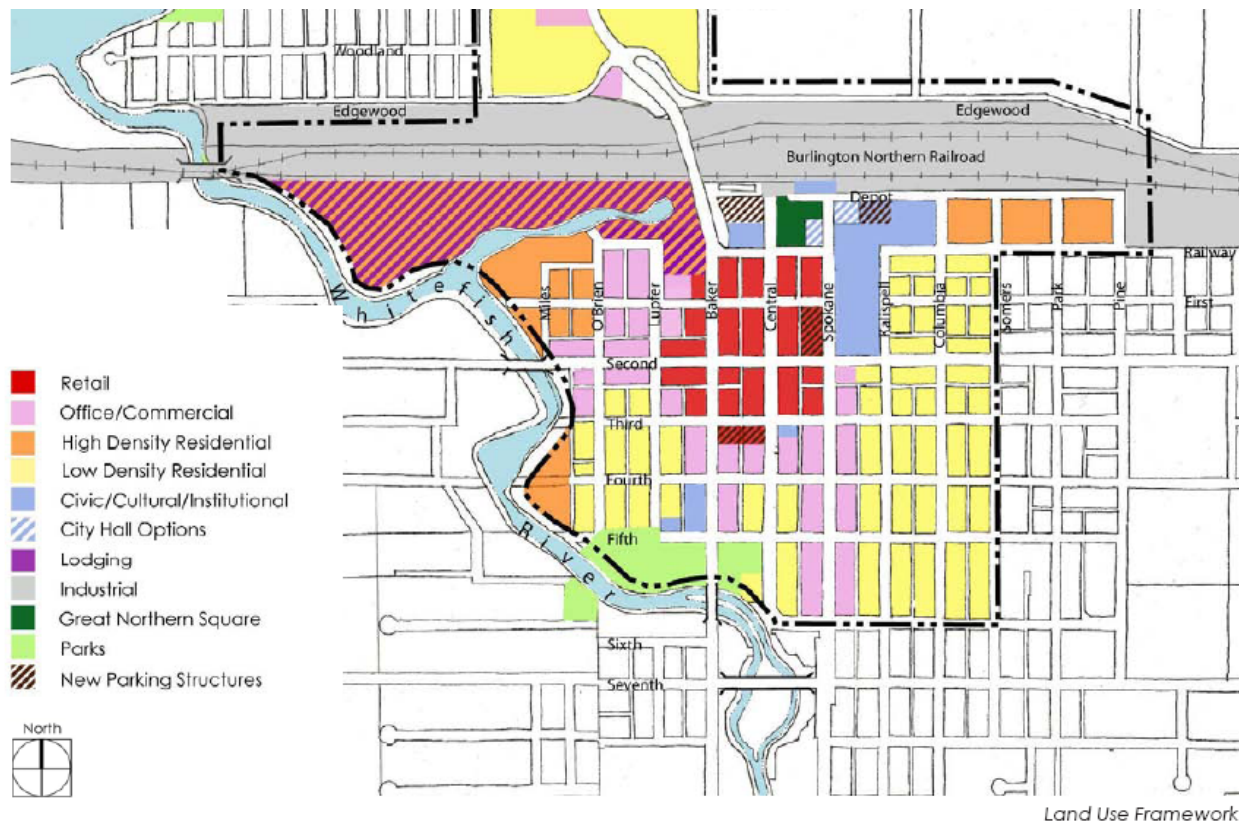 Woodland
Edgewood
Edgewood
Burlington Northern Railroad
Depot
Railway
First
Miles
O'Brien
Lupfer
Baker
Central
Spokane
Kalispell
Columbia
Somers
Park
Pine
Whitefish
River
Second
Third
Fourth
Fifth
Sixth
Seventh
Retail
Office/Commercial
High Density Residential
Low Density Residential
Civic/Cultural/Institutional
City Hall Options
Lodging
Industrial
Great Northern Square
Parks
New Parking Structures
North
Land Use Framework